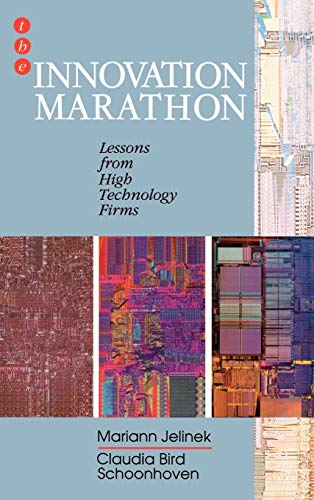 the
INNOVATION
MARATHON
Lessons
from
High
Technology
Firms
Mariann Jelinek
Claudia Bird
Schoonhoven